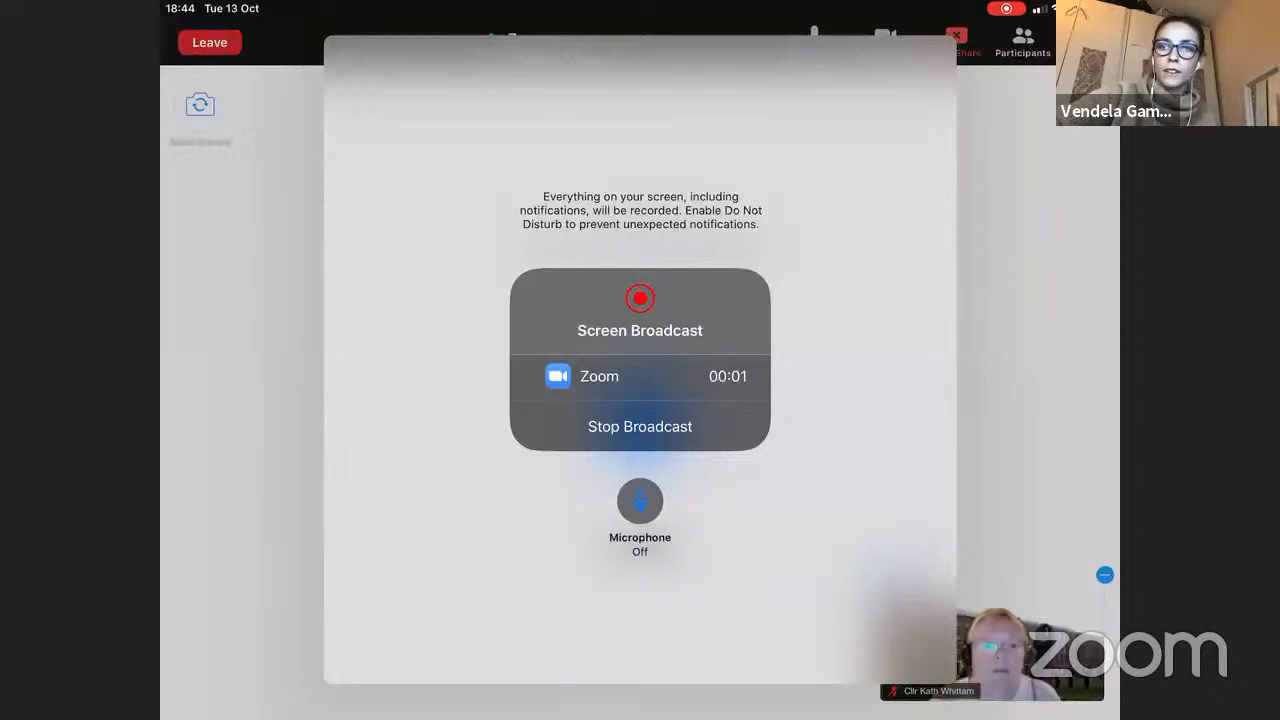 18:44 Tue 13 Oct
Leave
Share
Participants
Vendela Gam...
Everything on your screen, including
notifications, will be recorded. Enable Do Not
Disturb to prevent unexpected notifications.
Screen Broadcast
Zoom 00:01
Stop Broadcast
Microphone
Off
Cllr Kath Whittam
zoom